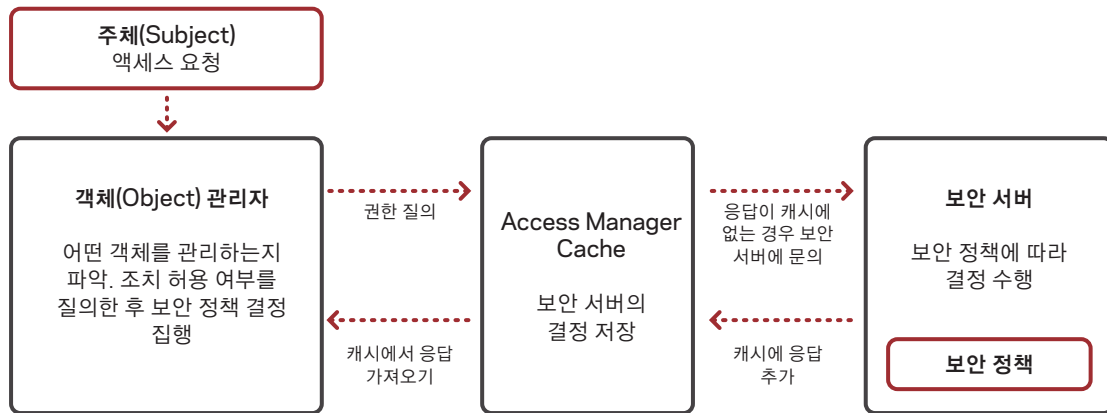 주체(Subject)
액세스 요청
객체(Object) 관리자
어떤 객체를 관리하는지
파악. 조치 허용 여부를
질의한 후 보안 정책 결정
집행
권한 질의
캐시에서 응답
가져오기
Access Manager
Cache
보안 서버의
결정 저장
응답이 캐시에
없는 경우 보안
서버에 문의
캐시에 응답
추가
보안 서버
보안 정책에 따라
결정 수행
보안 정책